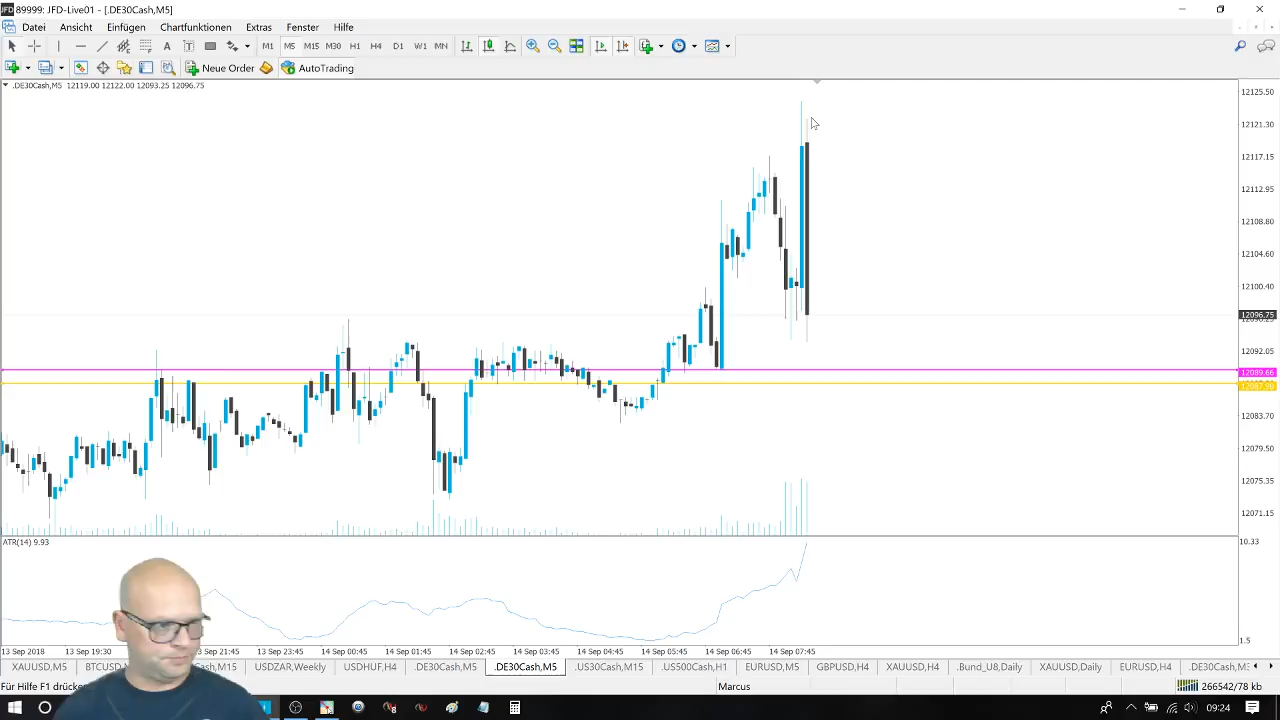 89999: JFD-Live01 - [.DE30Cash,M5]
Datei Ansicht Einfügen Chartfunktionen Extras Fenster Hilfe
M1 M5 M15 M30 H1 H4 D1 W1 MN
Neue Order AutoTrading
.DE30Cash,M5 12119.00 12122.00 12093.25 12096.75
12125.50
12121.30
12117.15
12112.95
12108.80
12104.60
12100.40
12096.75
12092.05
12089.66
12087.98
12083.70
12079.50
12075.35
12071.15
ATR(14) 9.93
10.33
1.5
13 Sep 2018 13 Sep 19:30 Sep 21:45 14 Sep 00:45 14 Sep 01:45 14 Sep 02:45 14 Sep 03:45 14 Sep 04:45 14 Sep 05:45 14 Sep 06:45 14 Sep 07:45
XAUUSD,M5 BTCUSD Cash,M15 USDZAR,Weekly USDHUF,H4 .DE30Cash,M5 .DE30Cash,M5 .US30Cash,M15 .US500Cash,H1 EURUSD,M5 GBPUSD,H4 XAUUSD,H4 .Bund_U8,Daily XAUUSD,Daily EURUSD,H4 .DE30Cash,M
Für Hilfe F1 drücke Marcus 266542/78 kb
09:24